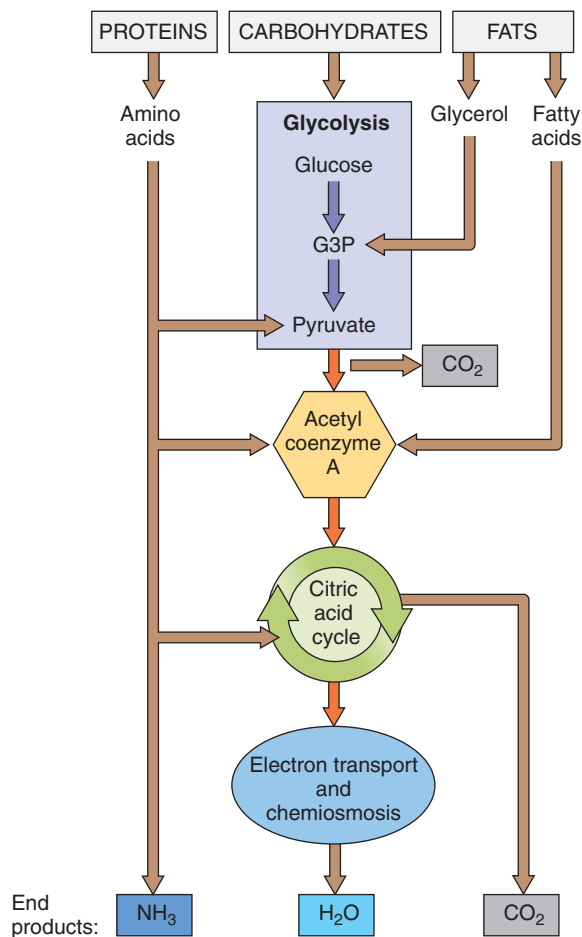 PROTEINS
CARBOHYDRATES
FATS
Amino
acids
Glycolysis
Glycerol
Fatty
acids
Glucose
G3P
Pyruvate
CO₂
Acetyl
coenzyme
A
Citric
acid
cycle
Electron transport
and
chemiosmosis
End
products:
NH₃
H₂O
CO₂